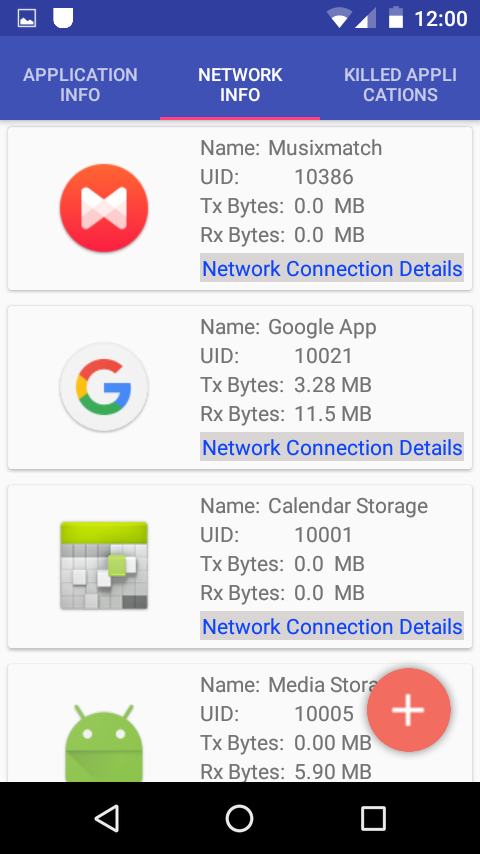 12:00
APPLICATION
INFO
NETWORK
INFO
KILLED APPLI
CATIONS
Name: Musixmatch
UID: 10386
Tx Bytes: 0.0 MB
Rx Bytes: 0.0 MB
Network Connection Details
Name: Google App
UID: 10021
Tx Bytes: 3.28 MB
Rx Bytes: 11.5 MB
Network Connection Details
Name: Calendar Storage
UID: 10001
Tx Bytes: 0.0 MB
Rx Bytes: 0.0 MB
Network Connection Details
Name: Media Stora
UID: 10005
Tx Bytes: 0.00 MB
Rx Bytes: 5.90 MB